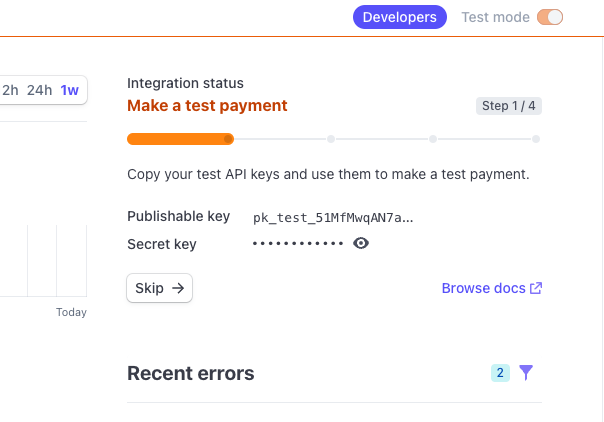 Developers Test mode
2h 24h 1w
Integration status
Make a test payment
Step 1 / 4
Copy your test API keys and use them to make a test payment.
Publishable key pk_test_51MfMwqAN7a...
Secret key ••••••••••••
Skip →
Browse docs
Today
Recent errors
2